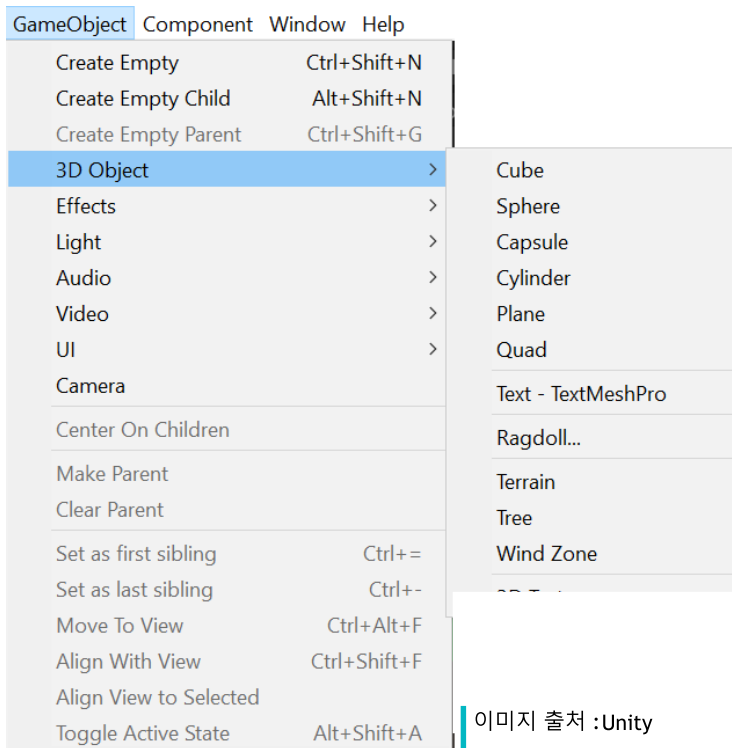 GameObject Component Window Help
Create Empty Ctrl+Shift+N
Create Empty Child Alt+Shift+N
Create Empty Parent Ctrl+Shift+G
3D Object
Effects
Light
Audio
Video
UI
Camera
Center On Children
Make Parent
Clear Parent
Set as first sibling Ctrl+=
Set as last sibling Ctrl+-
Move To View Ctrl+Alt+F
Align With View Ctrl+Shift+F
Align View to Selected
Toggle Active State Alt+Shift+A
Cube
Sphere
Capsule
Cylinder
Plane
Quad
Text - TextMeshPro
Ragdoll...
Terrain
Tree
Wind Zone
이미지 출처 :Unity